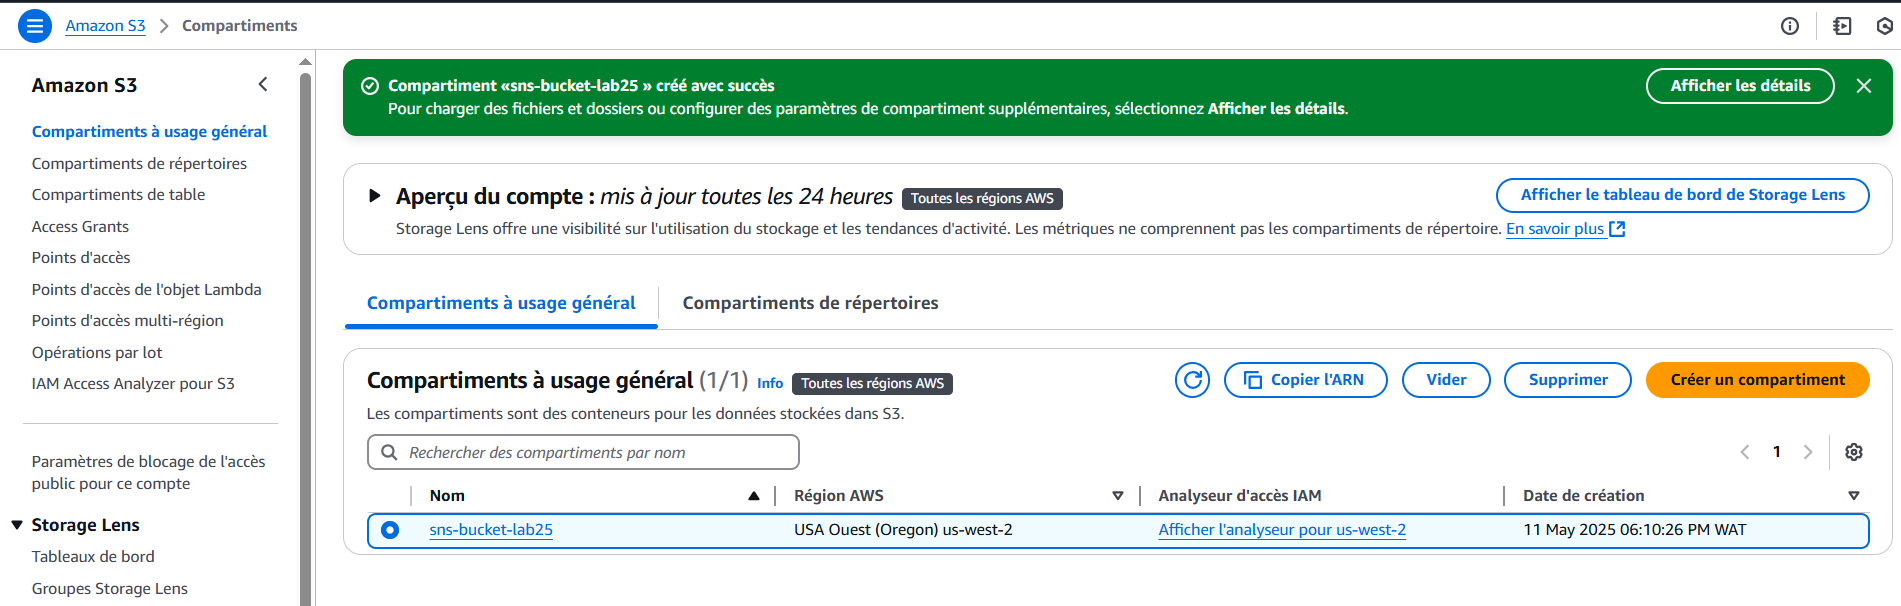 Amazon S3 > Compartiments
Amazon S3
Compartiments à usage général
Compartiments de répertoires
Compartiments de table
Access Grants
Points d'accès
Points d'accès de l'objet Lambda
Points d'accès multi-région
Opérations par lot
IAM Access Analyzer pour S3
Paramètres de blocage de l'accès
public pour ce compte
Storage Lens
Tableaux de bord
Groupes Storage Lens
Compartiment «sns-bucket-lab25 » créé avec succès
Pour charger des fichiers et dossiers ou configurer des paramètres de compartiment supplémentaires, sélectionnez Afficher les détails.
Afficher les détails
Aperçu du compte : mis à jour toutes les 24 heures Toutes les régions AWS
Afficher le tableau de bord de Storage Lens
Storage Lens offre une visibilité sur l'utilisation du stockage et les tendances d'activité. Les métriques ne comprennent pas les compartiments de répertoire. En savoir plus
Compartiments à usage général Compartiments de répertoires
Compartiments à usage général (1/1) Info Toutes les régions AWS
Copier l'ARN Vider Supprimer Créer un compartiment
Les compartiments sont des conteneurs pour les données stockées dans S3.
Rechercher des compartiments par nom
1
Nom Région AWS Analyseur d'accès IAM Date de création
sns-bucket-lab25 USA Ouest (Oregon) us-west-2 Afficher l'analyseur pour us-west-2 11 May 2025 06:10:26 PM WAT